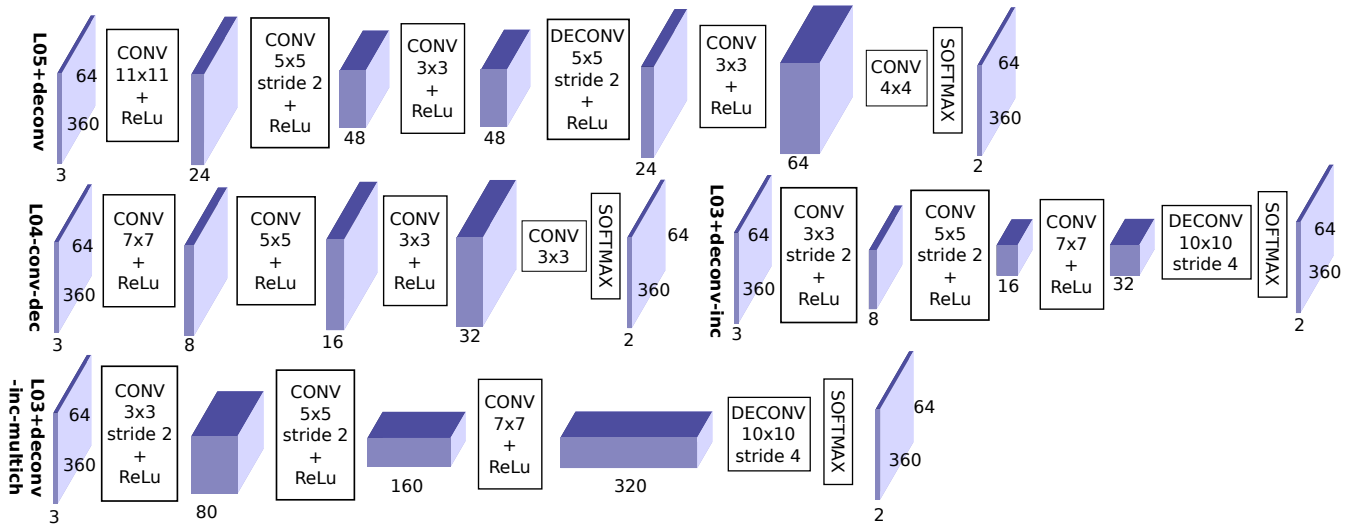 L05+deconv
64
360
3
CONV
11x11
+
ReLu
24
CONV
5x5
stride 2
+
ReLu
48
CONV
3x3
+
ReLu
48
DECONV
5x5
stride 2
+
ReLu
24
CONV
3x3
+
ReLu
64
CONV
4x4
SOFTMAX
64
360
2
L04-conv-dec
64
360
3
CONV
7x7
+
ReLu
8
CONV
5x5
+
ReLu
16
CONV
3x3
+
ReLu
32
CONV
3x3
SOFTMAX
64
360
2
L03+deconv-inc
64
360
3
CONV
3x3
stride 2
+
ReLu
8
CONV
5x5
stride 2
+
ReLu
16
CONV
7x7
+
ReLu
32
DECONV
10x10
stride 4
SOFTMAX
64
360
2
L03+deconv
-inc-multich
64
360
3
CONV
3x3
stride 2
+
ReLu
80
CONV
5x5
stride 2
+
ReLu
160
CONV
7x7
+
ReLu
320
DECONV
10x10
stride 4
SOFTMAX
64
360
2